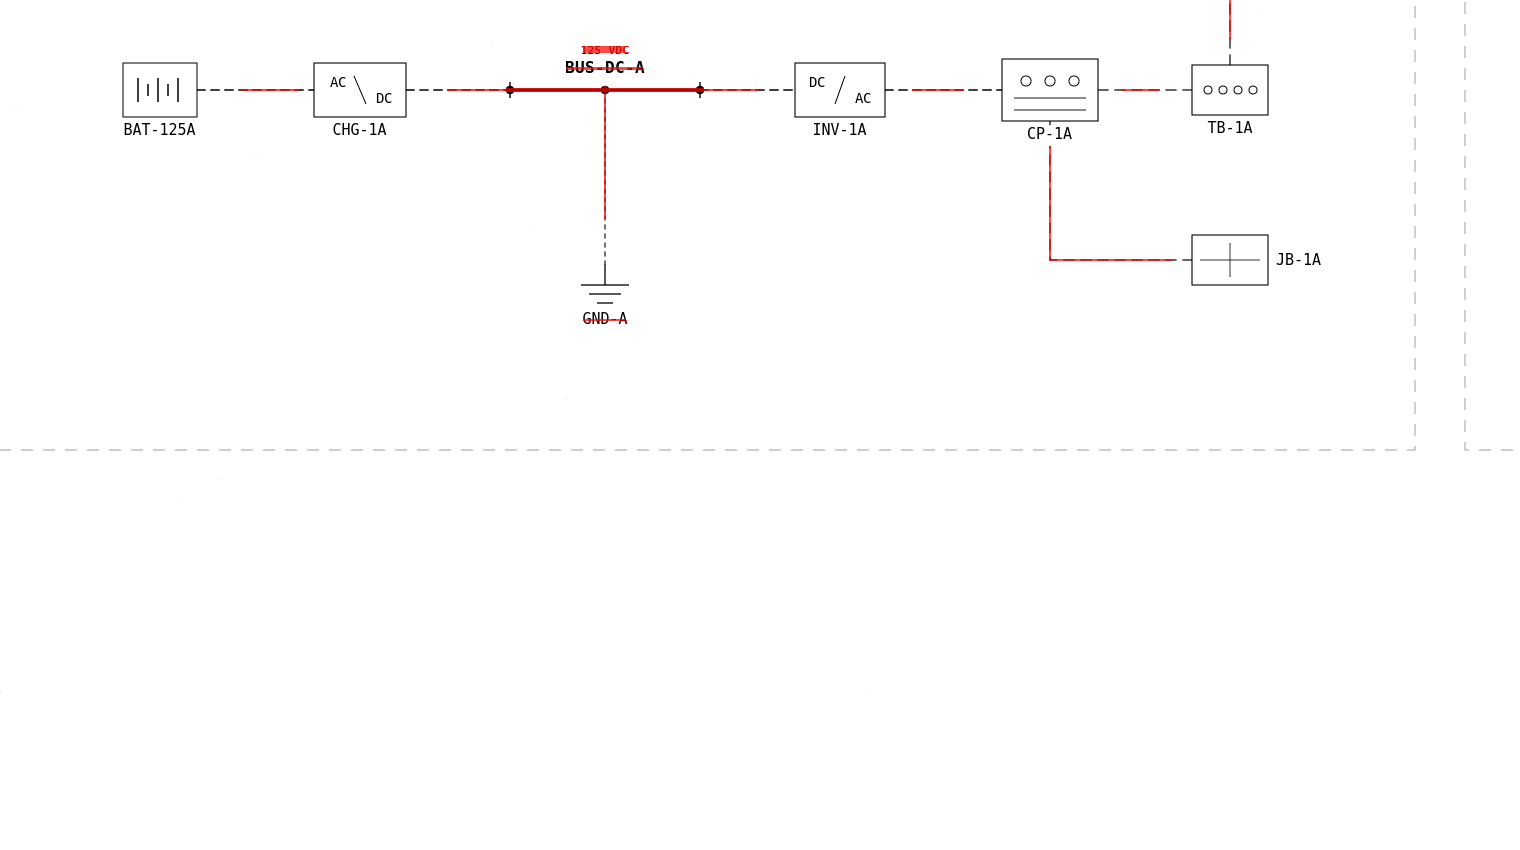 125 VDC
BUS-DC-A
AC
DC
DC
AC
BAT-125A
CHG-1A
INV-1A
CP-1A
TB-1A
JB-1A
GND-A